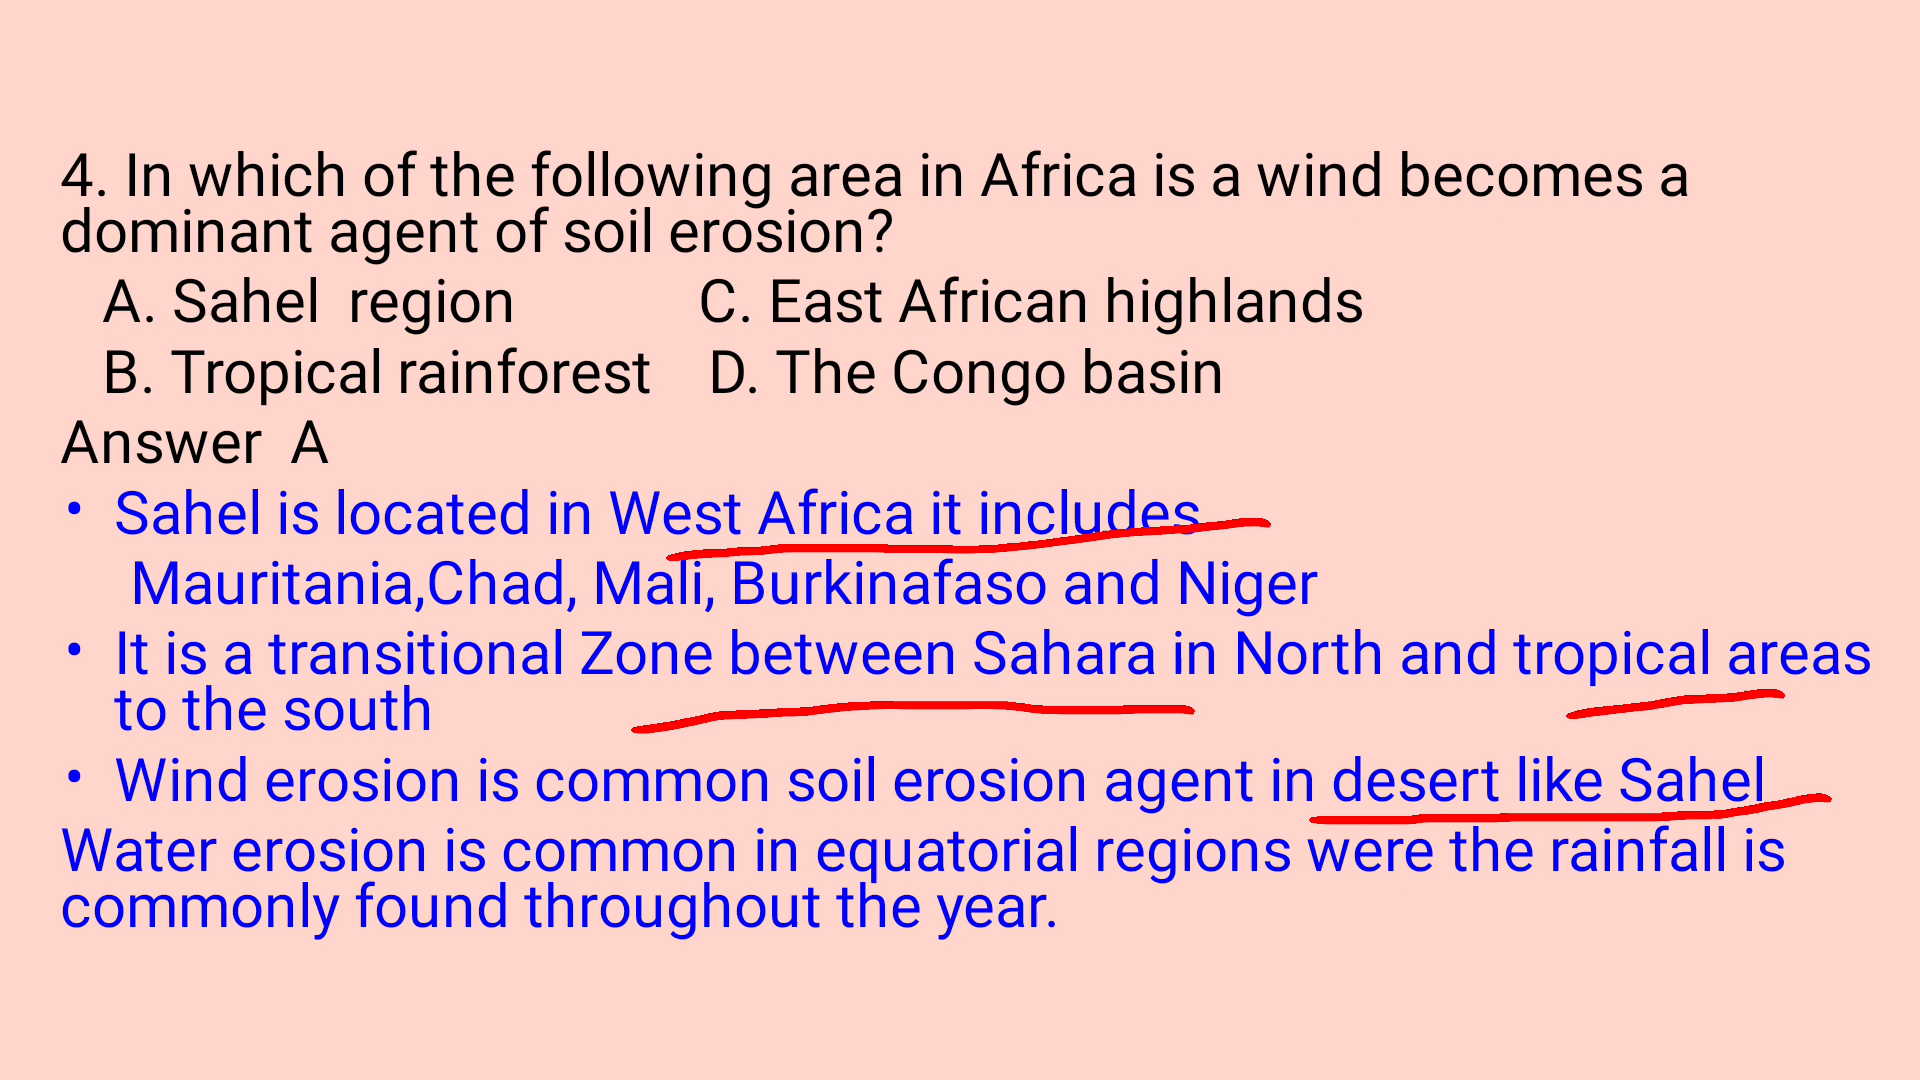 4. In which of the following area in Africa is a wind becomes a
dominant agent of soil erosion?
A. Sahel region C. East African highlands
B. Tropical rainforest D. The Congo basin
Answer A
• Sahel is located in West Africa it includes
Mauritania,Chad, Mali, Burkinafaso and Niger
• It is a transitional Zone between Sahara in North and tropical areas
to the south
• Wind erosion is common soil erosion agent in desert like Sahel
Water erosion is common in equatorial regions were the rainfall is
commonly found throughout the year.